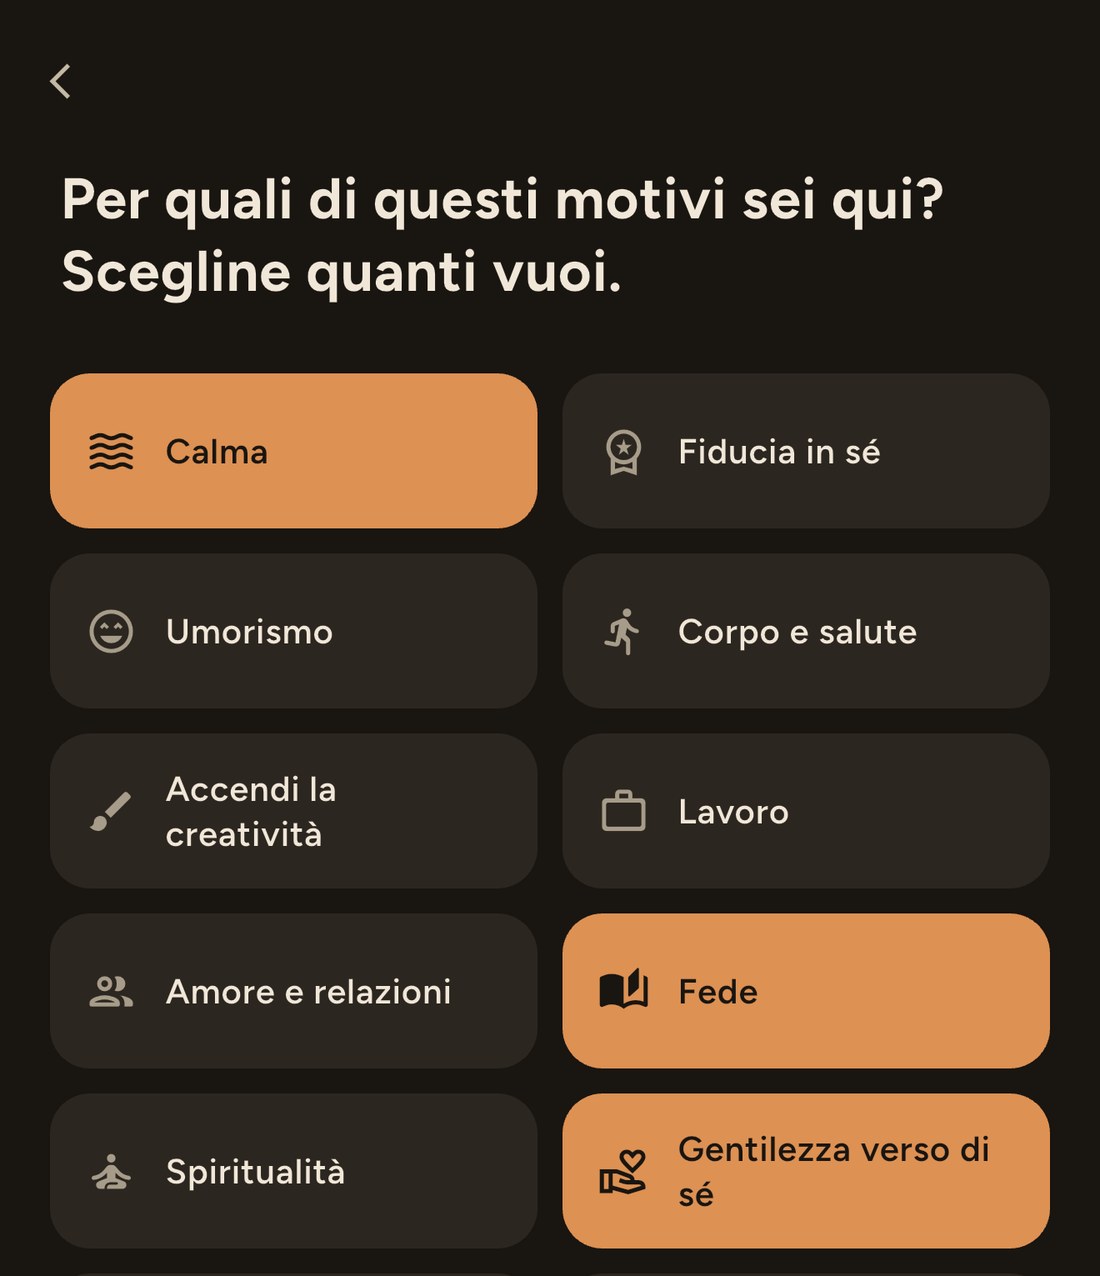 Per quali di questi motivi sei qui?
Scegline quanti vuoi.
Calma
Fiducia in sé
Umorismo
Corpo e salute
Accendi la
creatività
Lavoro
Amore e relazioni
Fede
Spiritualità
Gentilezza verso di
sé